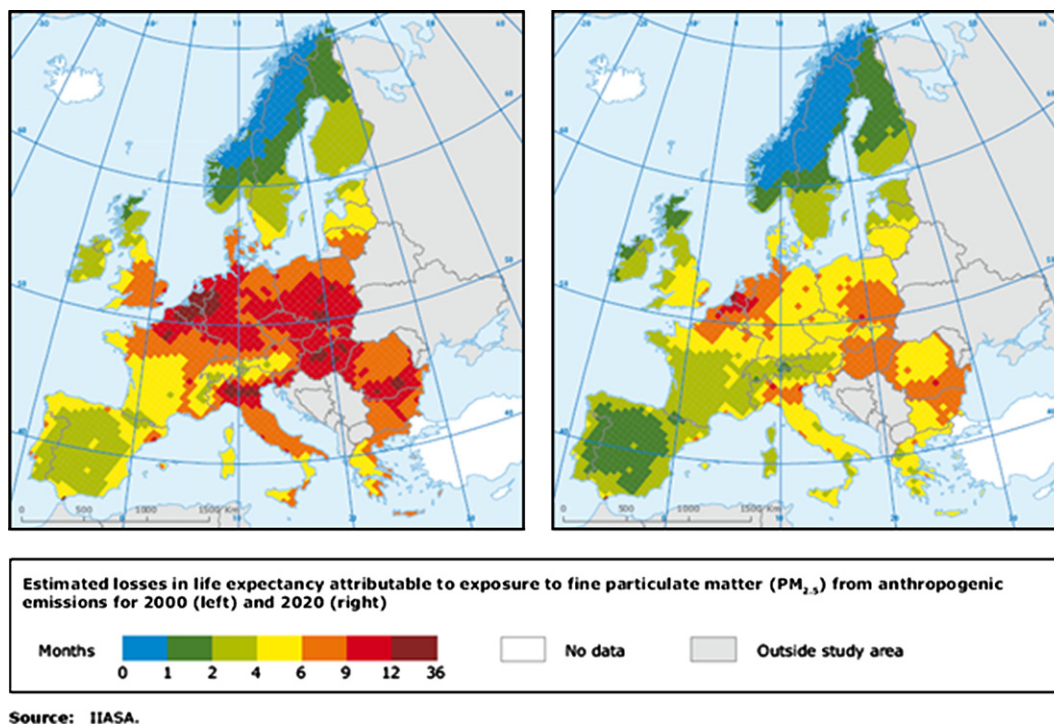 0 500 1000 1500 Km
0 500 1000 1500 Km
Estimated losses in life expectancy attributable to exposure to fine particulate matter (PM2.5) from anthropogenic
emissions for 2000 (left) and 2020 (right)
Months
0 1 2 4 6 9 12 36
No data
Outside study area
Source: IIASA.